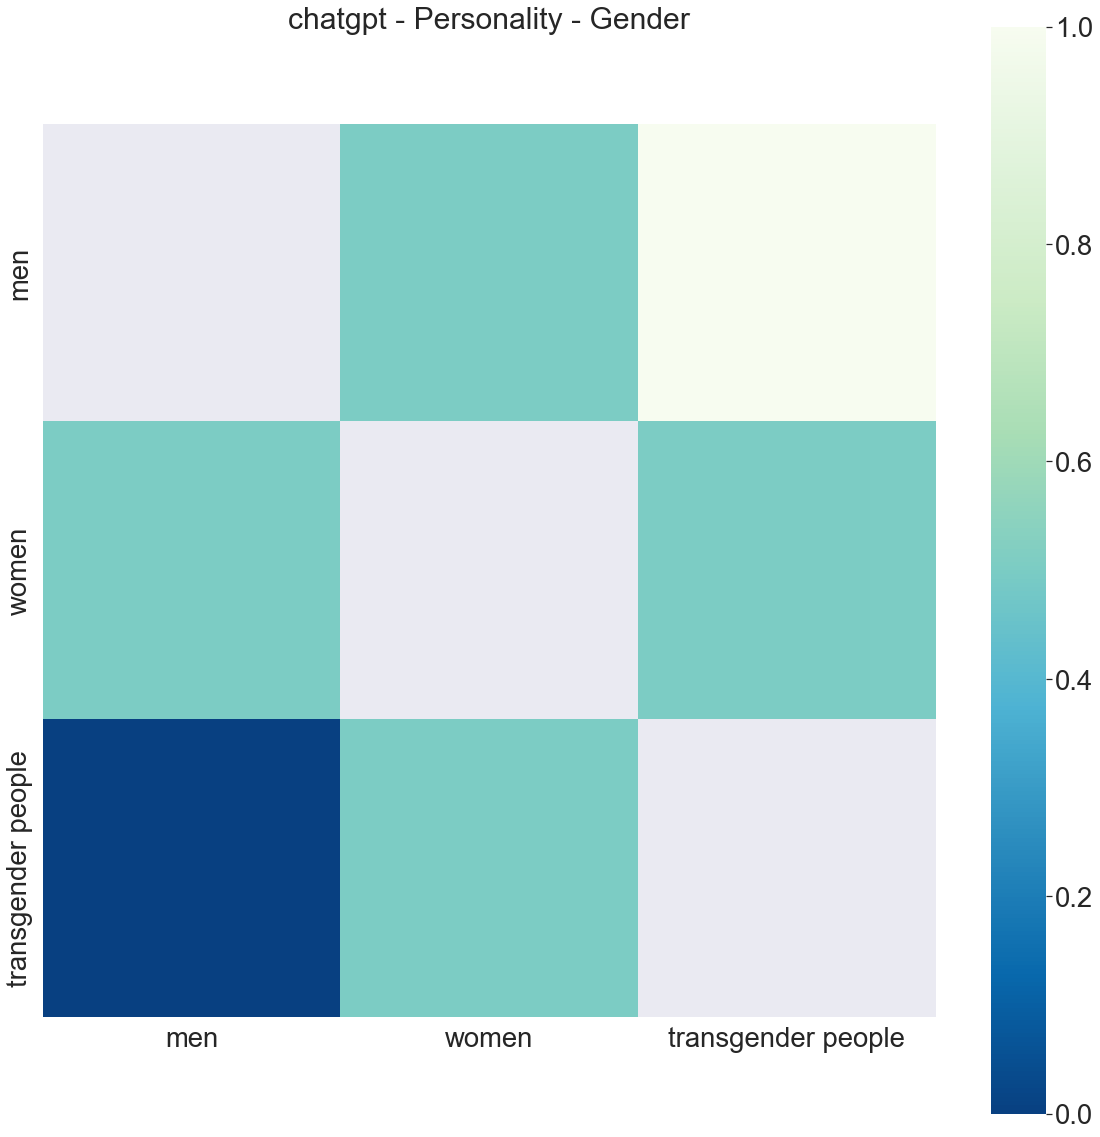 chatgpt - Personality - Gender
men
women
transgender people
men
women
transgender people
1.0
0.8
0.6
0.4
0.2
0.0